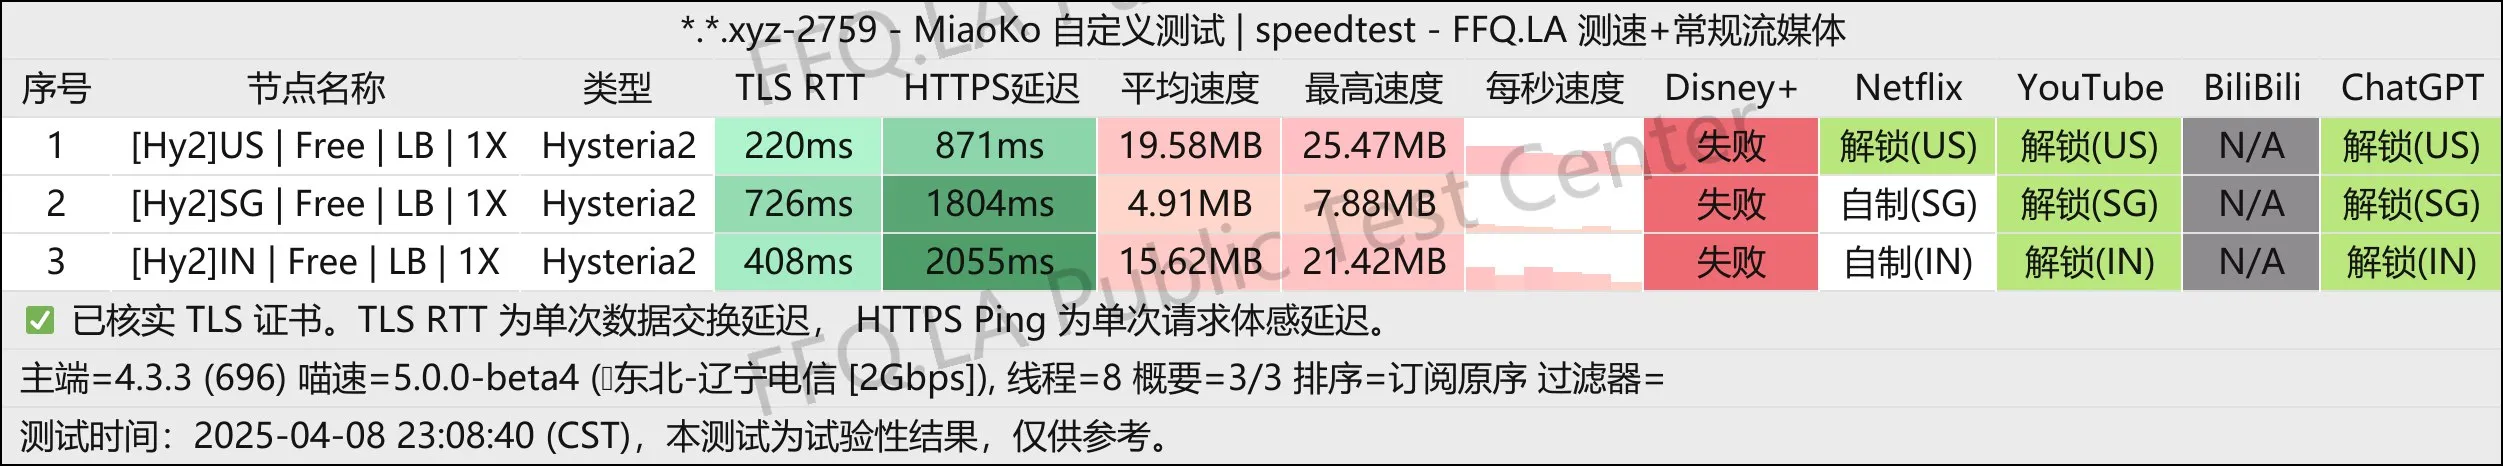 *.*.xyz-2759 - MiaoKo 自定义测试 | speedtest - FFQ.LA 测速+常规流媒体
序号 节点名称 类型 TLS RTT HTTPS延迟 平均速度 最高速度 每秒速度 Disney+ Netflix YouTube BiliBili ChatGPT
1 [Hy2]US | Free | LB | 1X Hysteria2 220ms 871ms 19.58MB 25.47MB 失败 解锁(US) 解锁(US) N/A 解锁(US)
2 [Hy2]SG | Free | LB | 1X Hysteria2 726ms 1804ms 4.91MB 7.88MB 失败 自制(SG) 解锁(SG) N/A 解锁(SG)
3 [Hy2]IN | Free | LB | 1X Hysteria2 408ms 2055ms 15.62MB 21.42MB 失败 自制(IN) 解锁(IN) N/A 解锁(IN)
已核实 TLS 证书。TLS RTT 为单次数据交换延迟， HTTPS Ping 为单次请求体感延迟。
主端=4.3.3 (696) 喵速=5.0.0-beta4 (东北-辽宁电信 [2Gbps]), 线程=8 概要=3/3 排序=订阅原序 过滤器=
测试时间：2025-04-08 23:08:40 (CST)，本测试为试验性结果，仅供参考。
FFQ.LA Public Test Center